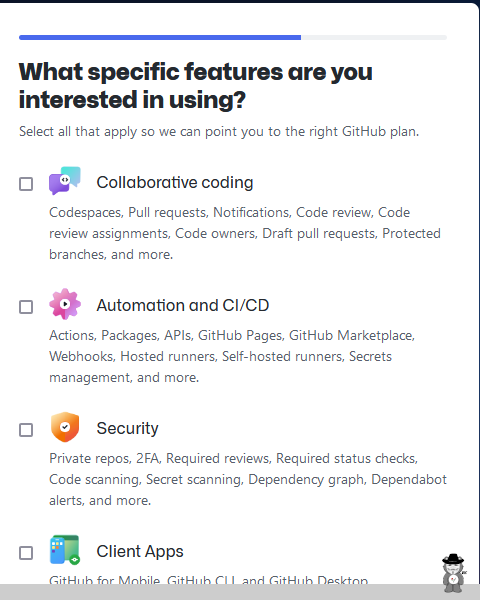 What specific features are you
interested in using?
Select all that apply so we can point you to the right GitHub plan.
Collaborative coding
Codespaces, Pull requests, Notifications, Code review, Code
review assignments, Code owners, Draft pull requests, Protected
branches, and more.
Automation and CI/CD
Actions, Packages, APIs, GitHub Pages, GitHub Marketplace,
Webhooks, Hosted runners, Self-hosted runners, Secrets
management, and more.
Security
Private repos, 2FA, Required reviews, Required status checks,
Code scanning, Secret scanning, Dependency graph, Dependabot
alerts, and more.
Client Apps
GitHub for Mobile, GitHub CLI, and GitHub Desktop